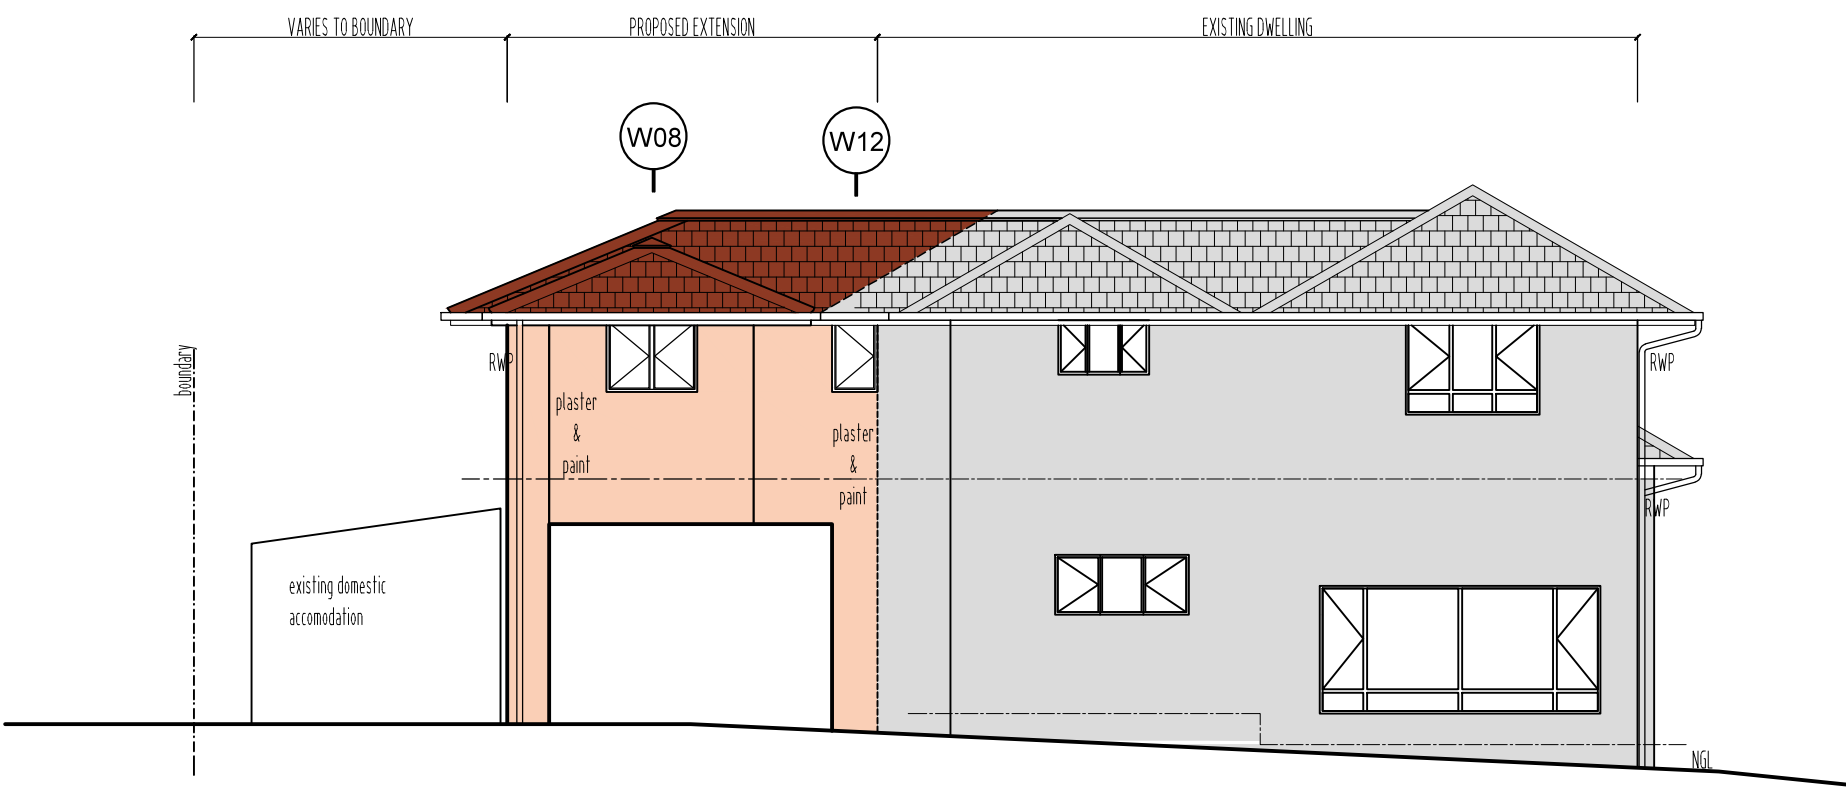 VARIES TO BOUNDARY
PROPOSED EXTENSION
EXISTING DWELLING
W08
W12
boundary
RWP
RWP
plaster
&
paint
plaster
&
paint
RWP
existing domestic
accomodation
NGL